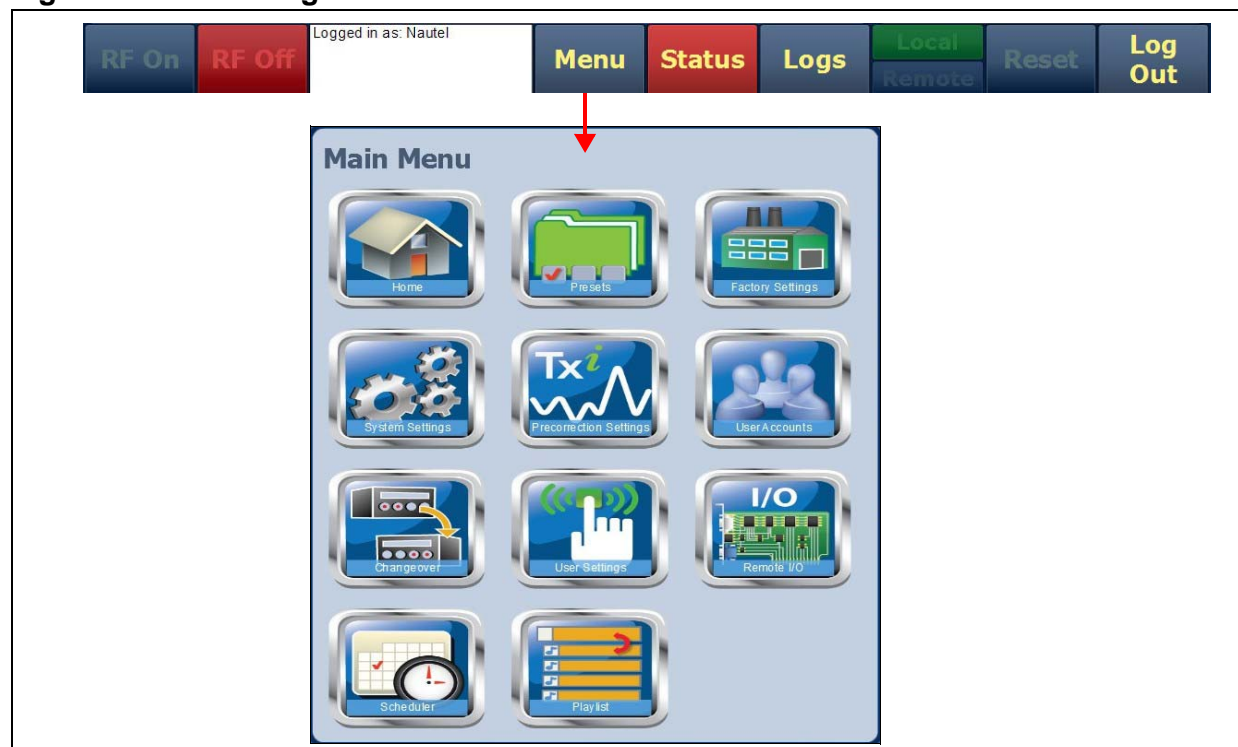 RF On
RF Off
Logged in as: Nautel
Menu
Status
Logs
Local
Remote
Reset
Log
Out
Main Menu
Home
Presets
Factory Settings
System Settings
Txi
Precorrection Settings
User Accounts
Changeover
User Settings
I/O
Remote I/O
Scheduler
Playlist